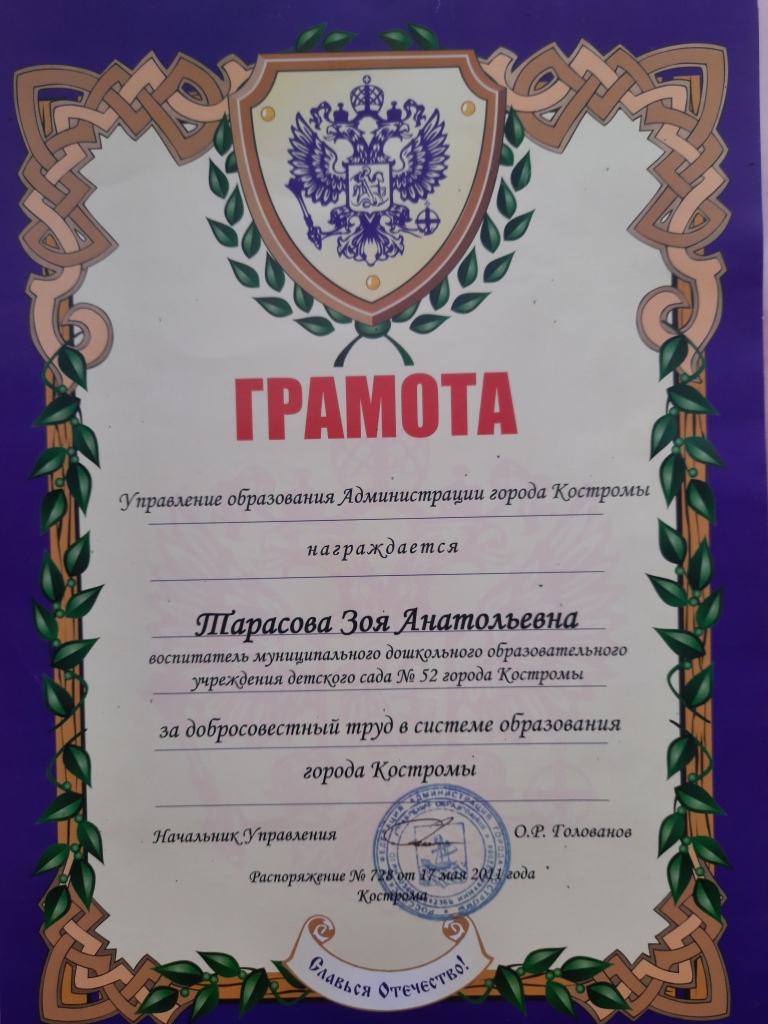 ГРАМОТА
Управление образования Администрации города Костромы
награждается
Тарасова Зоя Анатольевна
воспитатель муниципального дошкольного образовательного
учреждения детского сада № 52 города Костромы
за добросовестный труд в системе образования
города Костромы
Начальник Управления
О.Р. Голованов
Распоряжение № 728 от 17 мая 2011 года
Кострома
Славься Отечество!